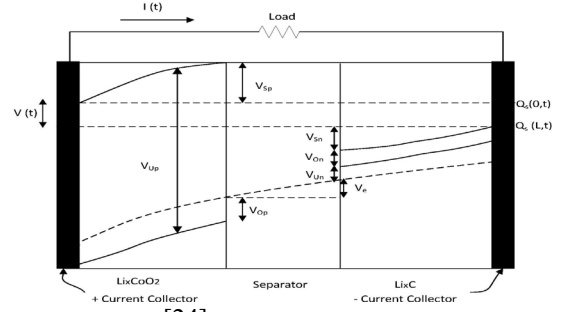 I (t)
Load
V (t)
V_Sp
Q_s(0,t)
Q_s (L,t)
V_Sn
V_On
V_Un
V_e
V_Up
V_Op
LixCoO2
+ Current Collector
Separator
LixC
- Current Collector